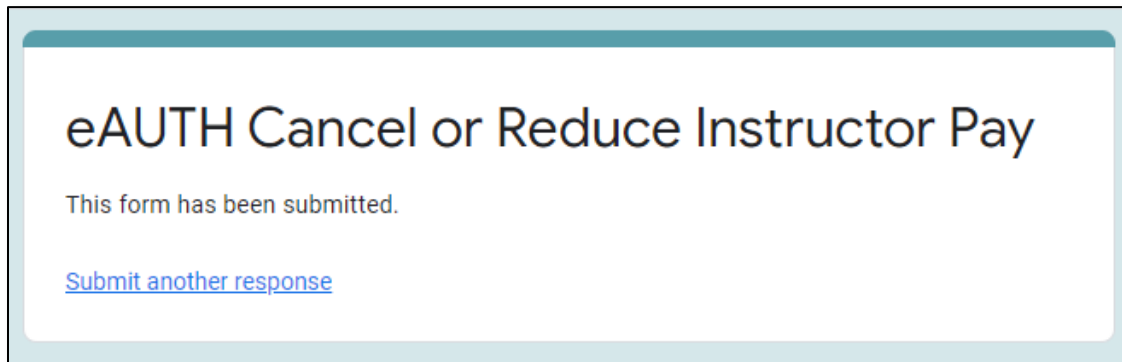 eAUTH Cancel or Reduce Instructor Pay
This form has been submitted.
Submit another response